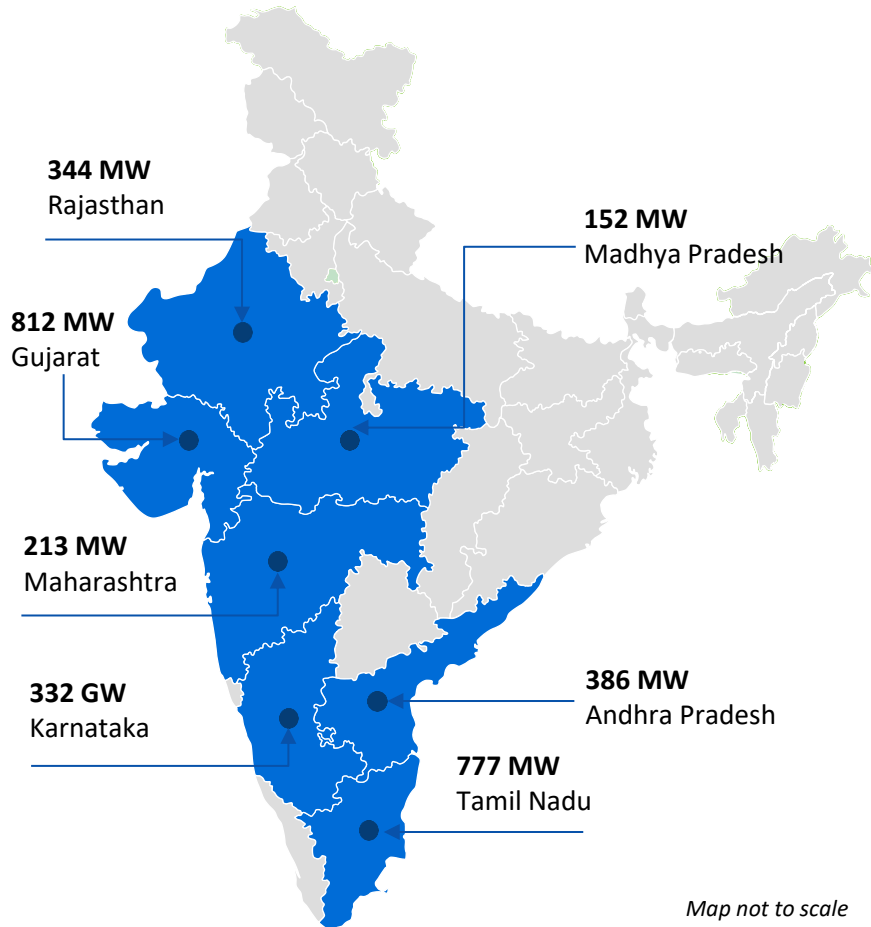 344 MW
Rajasthan
152 MW
Madhya Pradesh
812 MW
Gujarat
213 MW
Maharashtra
332 GW
Karnataka
386 MW
Andhra Pradesh
777 MW
Tamil Nadu
Map not to scale